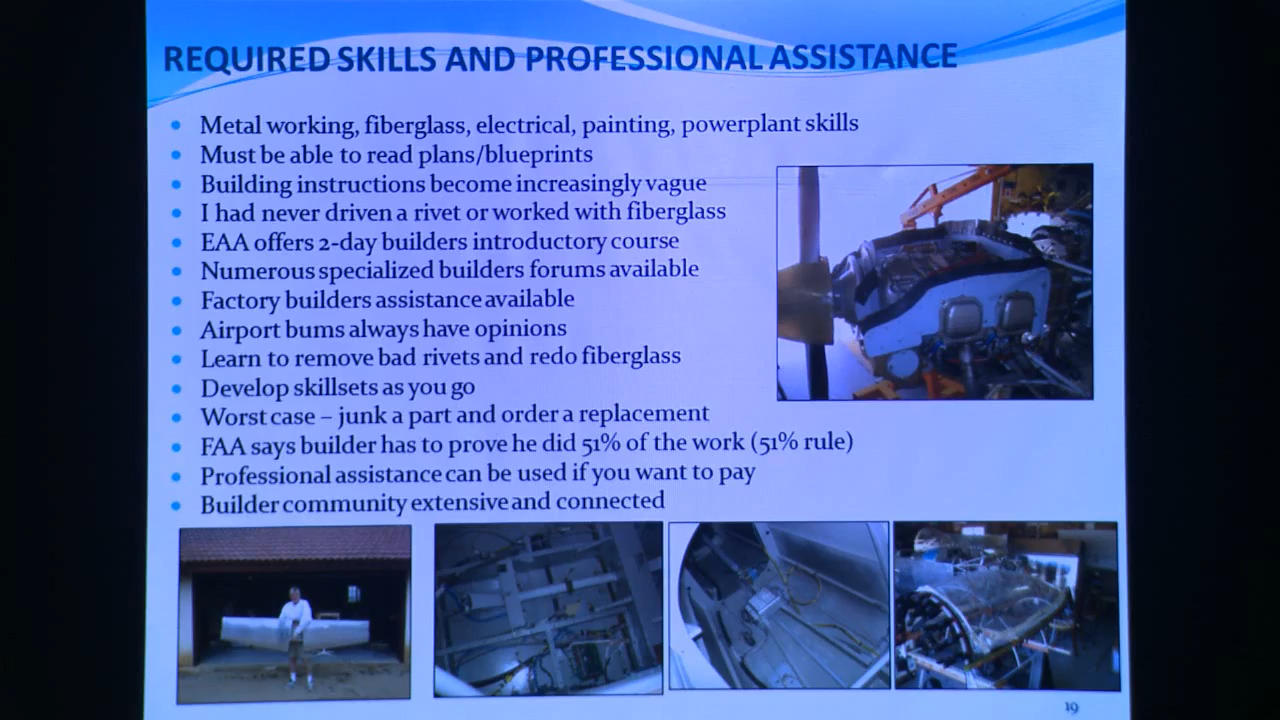 REQUIRED SKILLS AND PROFESSIONAL ASSISTANCE
Metal working, fiberglass, electrical, painting, powerplant skills
Must be able to read plans/blueprints
Building instructions become increasingly vague
I had never driven a rivet or worked with fiberglass
EAA offers 2-day builders introductory course
Numerous specialized builders forums available
Factory builders assistance available
Airport bums always have opinions
Learn to remove bad rivets and redo fiberglass
Develop skillsets as you go
Worst case – junk a part and order a replacement
FAA says builder has to prove he did 51% of the work (51% rule)
Professional assistance can be used if you want to pay
Builder community extensive and connected
19